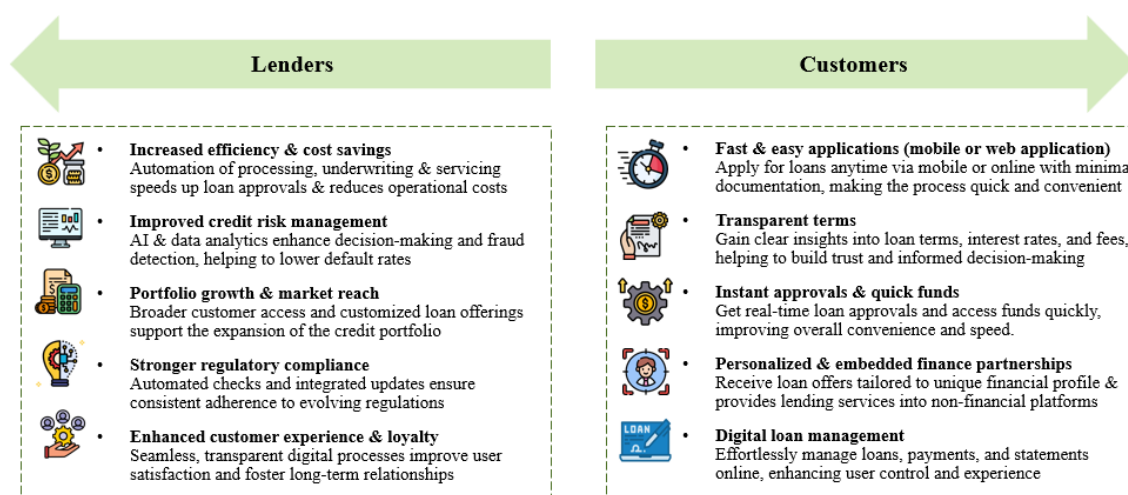 Lenders
• Increased efficiency & cost savings
Automation of processing, underwriting & servicing
speeds up loan approvals & reduces operational costs
• Improved credit risk management
AI & data analytics enhance decision-making and fraud
detection, helping to lower default rates
• Portfolio growth & market reach
Broader customer access and customized loan offerings
support the expansion of the credit portfolio
• Stronger regulatory compliance
Automated checks and integrated updates ensure
consistent adherence to evolving regulations
• Enhanced customer experience & loyalty
Seamless, transparent digital processes improve user
satisfaction and foster long-term relationships
Customers
• Fast & easy applications (mobile or web application)
Apply for loans anytime via mobile or online with minima
documentation, making the process quick and convenient
• Transparent terms
Gain clear insights into loan terms, interest rates, and fees,
helping to build trust and informed decision-making
• Instant approvals & quick funds
Get real-time loan approvals and access funds quickly,
improving overall convenience and speed.
• Personalized & embedded finance partnerships
Receive loan offers tailored to unique financial profile &
provides lending services into non-financial platforms
LOAN
• Digital loan management
Effortlessly manage loans, payments, and statements
online, enhancing user control and experience